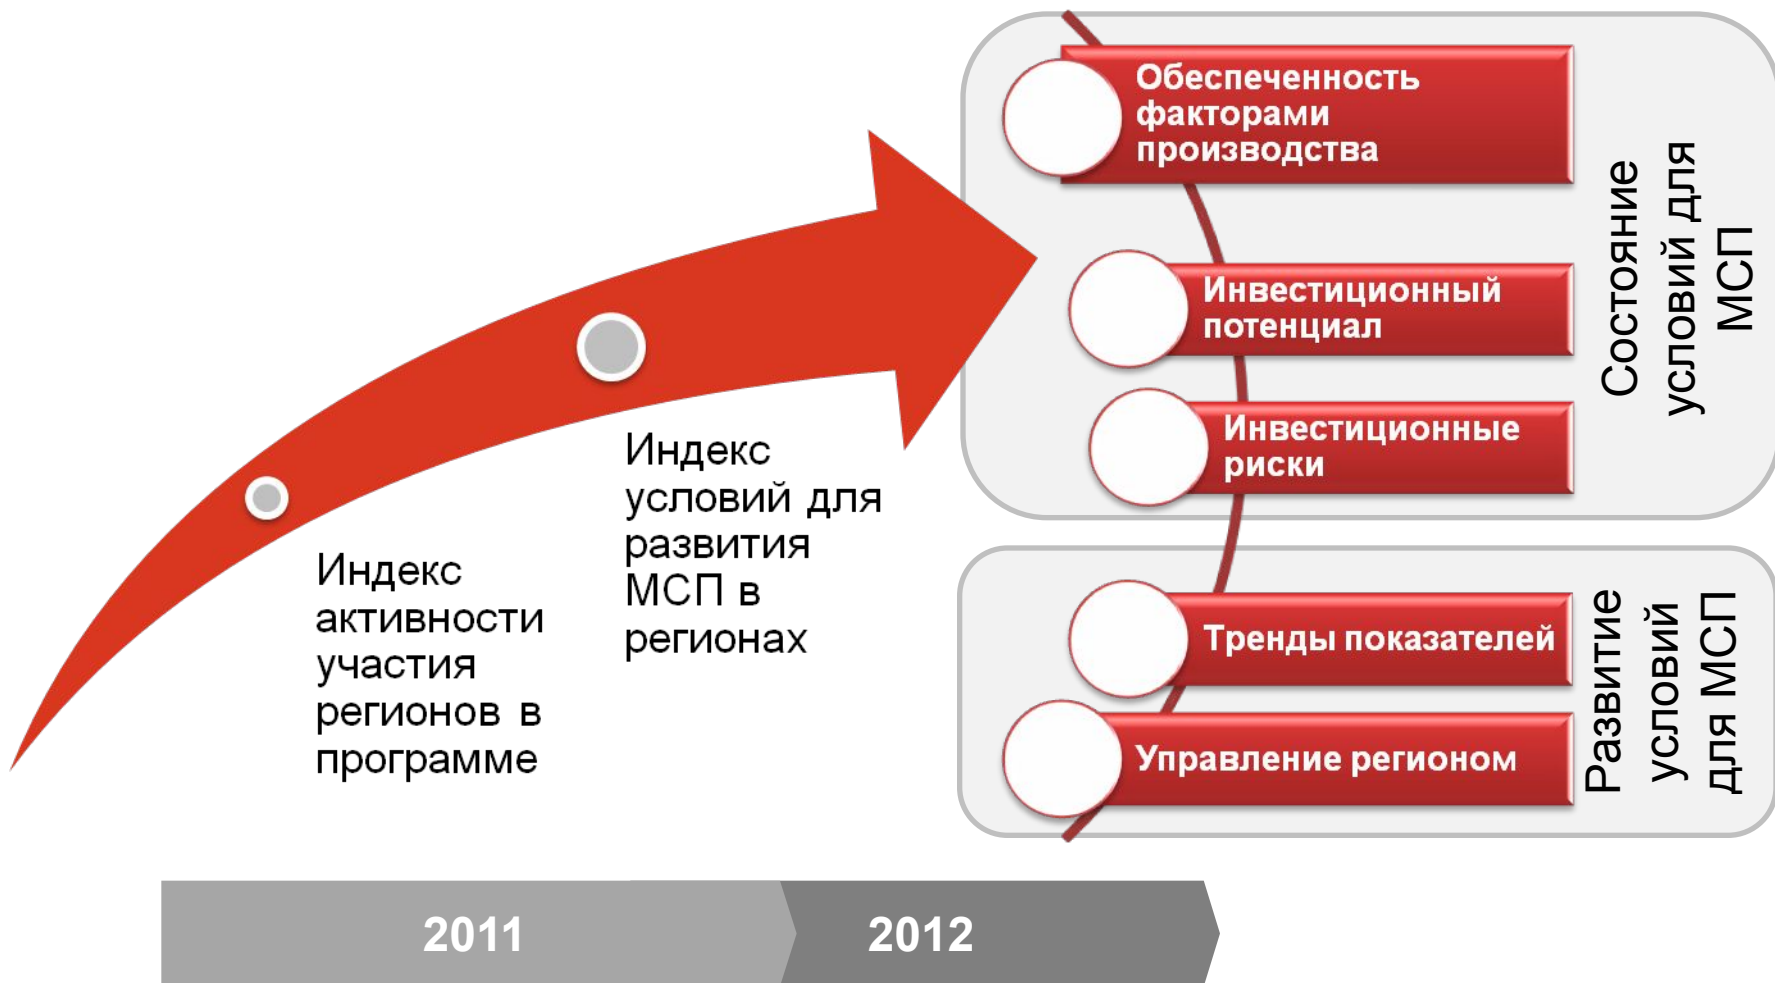 Индекс
активности
участия
регионов в
программе
Индекс
условий для
развития
МСП в
регионах
Обеспеченность
факторами
производства
Инвестиционный
потенциал
Инвестиционные
риски
Состояние
условий для
МСП
Тренды показателей
Управление регионом
Развитие
условий
для МСП
2011
2012